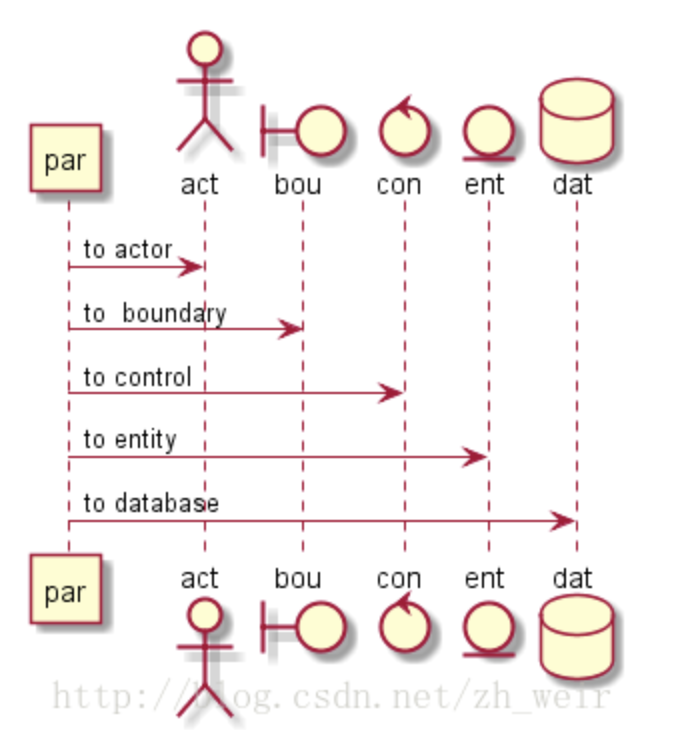 par act bou con ent dat
to actor
to  boundary
to control
to entity
to database
par act bou con ent dat
http://blog.csdn.net/zh_weir